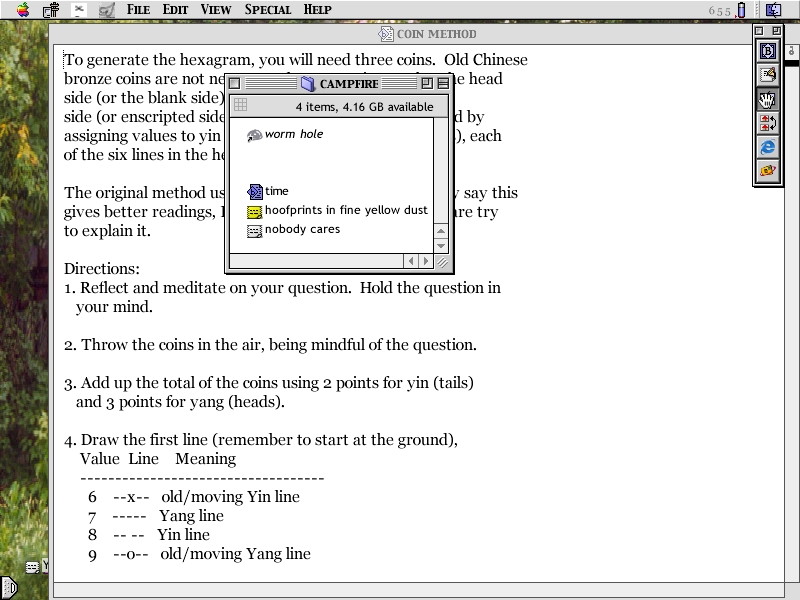 File Edit View Special Help
655
COIN METHOD
To generate the hexagram, you will need three coins.  Old Chinese
bronze coins are not ne
the head
side (or the blank side)
side (or enscripted side
d by
assigning values to yin
), each
of the six lines in the he
The original method us
say this
gives better readings, I
are try
to explain it.
CAMPFIRE
4 items, 4.16 GB available
worm hole
time
hoofprints in fine yellow dust
nobody cares
Directions:
1. Reflect and meditate on your question.  Hold the question in
your mind.
2. Throw the coins in the air, being mindful of the question.
3. Add up the total of the coins using 2 points for yin (tails)
and 3 points for yang (heads).
4. Draw the first line (remember to start at the ground),
Value  Line    Meaning
----------------------------------
6    --x--   old/moving Yin line
7    -----   Yang line
8    -- --   Yin line
9    --o--   old/moving Yang line